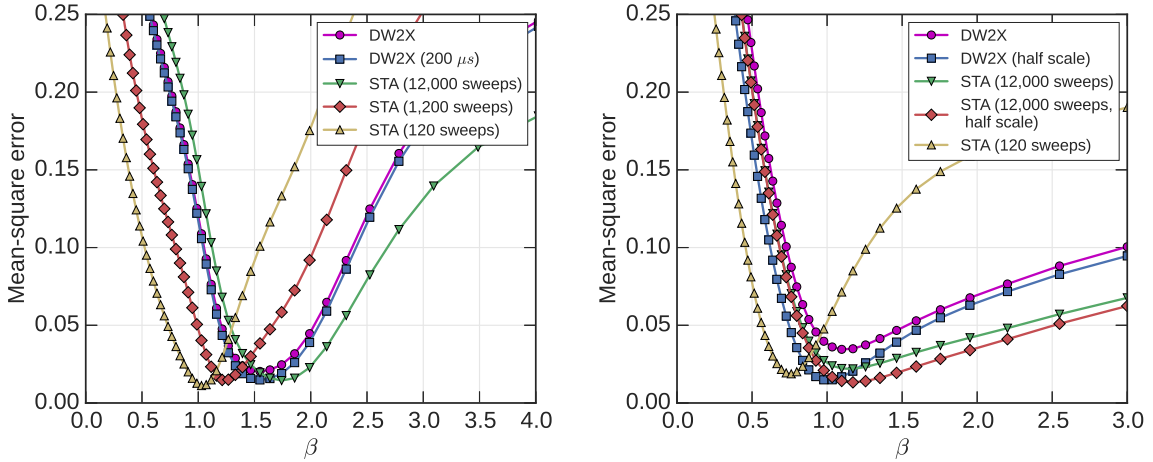 Mean-square error
0.25
0.20
0.15
0.10
0.05
0.00
0.0 0.5 1.0 1.5 2.0 2.5 3.0 3.5 4.0
β
DW2X
DW2X (200 μs)
STA (12,000 sweeps)
STA (1,200 sweeps)
STA (120 sweeps)
Mean-square error
0.25
0.20
0.15
0.10
0.05
0.00
0.0 0.5 1.0 1.5 2.0 2.5 3.0
β
DW2X
DW2X (half scale)
STA (12,000 sweeps)
STA (12,000 sweeps,
half scale)
STA (120 sweeps)